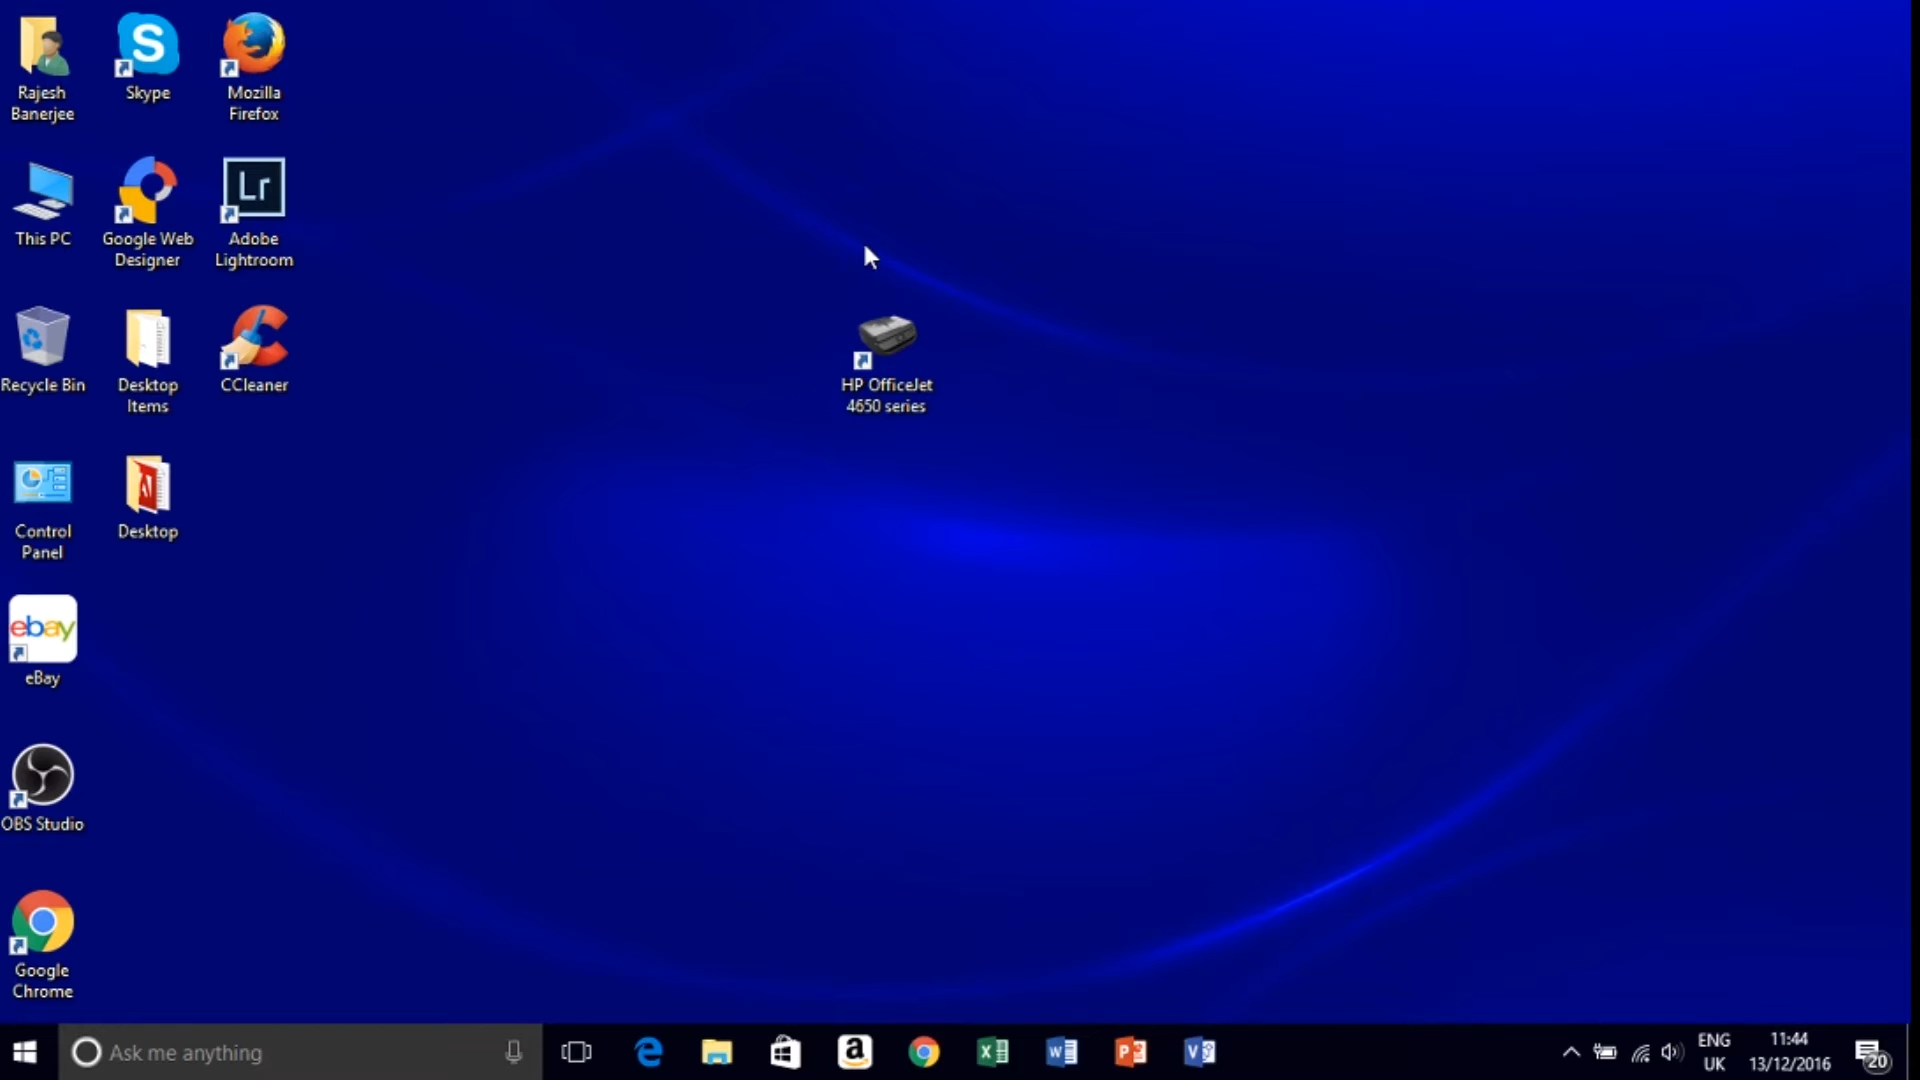 Rajesh
Banerjee
Skype
Mozilla
Firefox
This PC
Google Web
Designer
Lr
Adobe
Lightroom
Recycle Bin
Desktop
Items
CCleaner
HP OfficeJet
4650 series
Control
Panel
Desktop
ebay
eBay
OBS Studio
Google
Chrome
Ask me anything
ENG
UK
11:44
13/12/2016
20